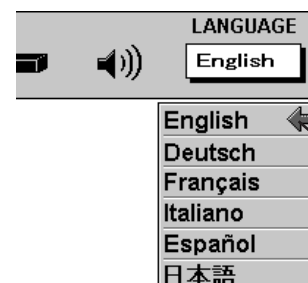 LANGUAGE
English
English
Deutsch
Français
Italiano
Español
日本語